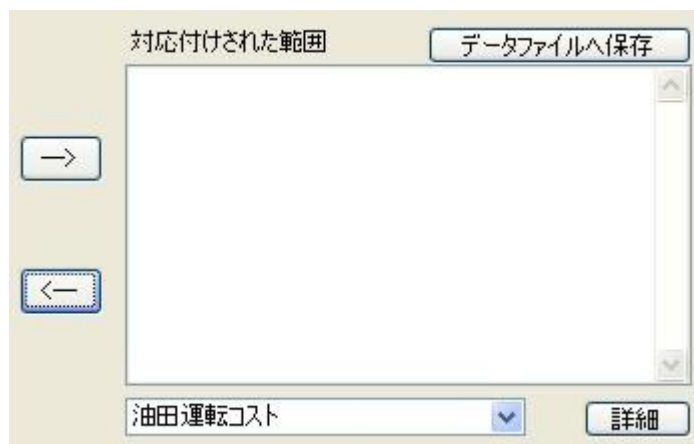 対応付けされた範囲
データファイルへ保存
—>
<—
油田運転コスト
詳細